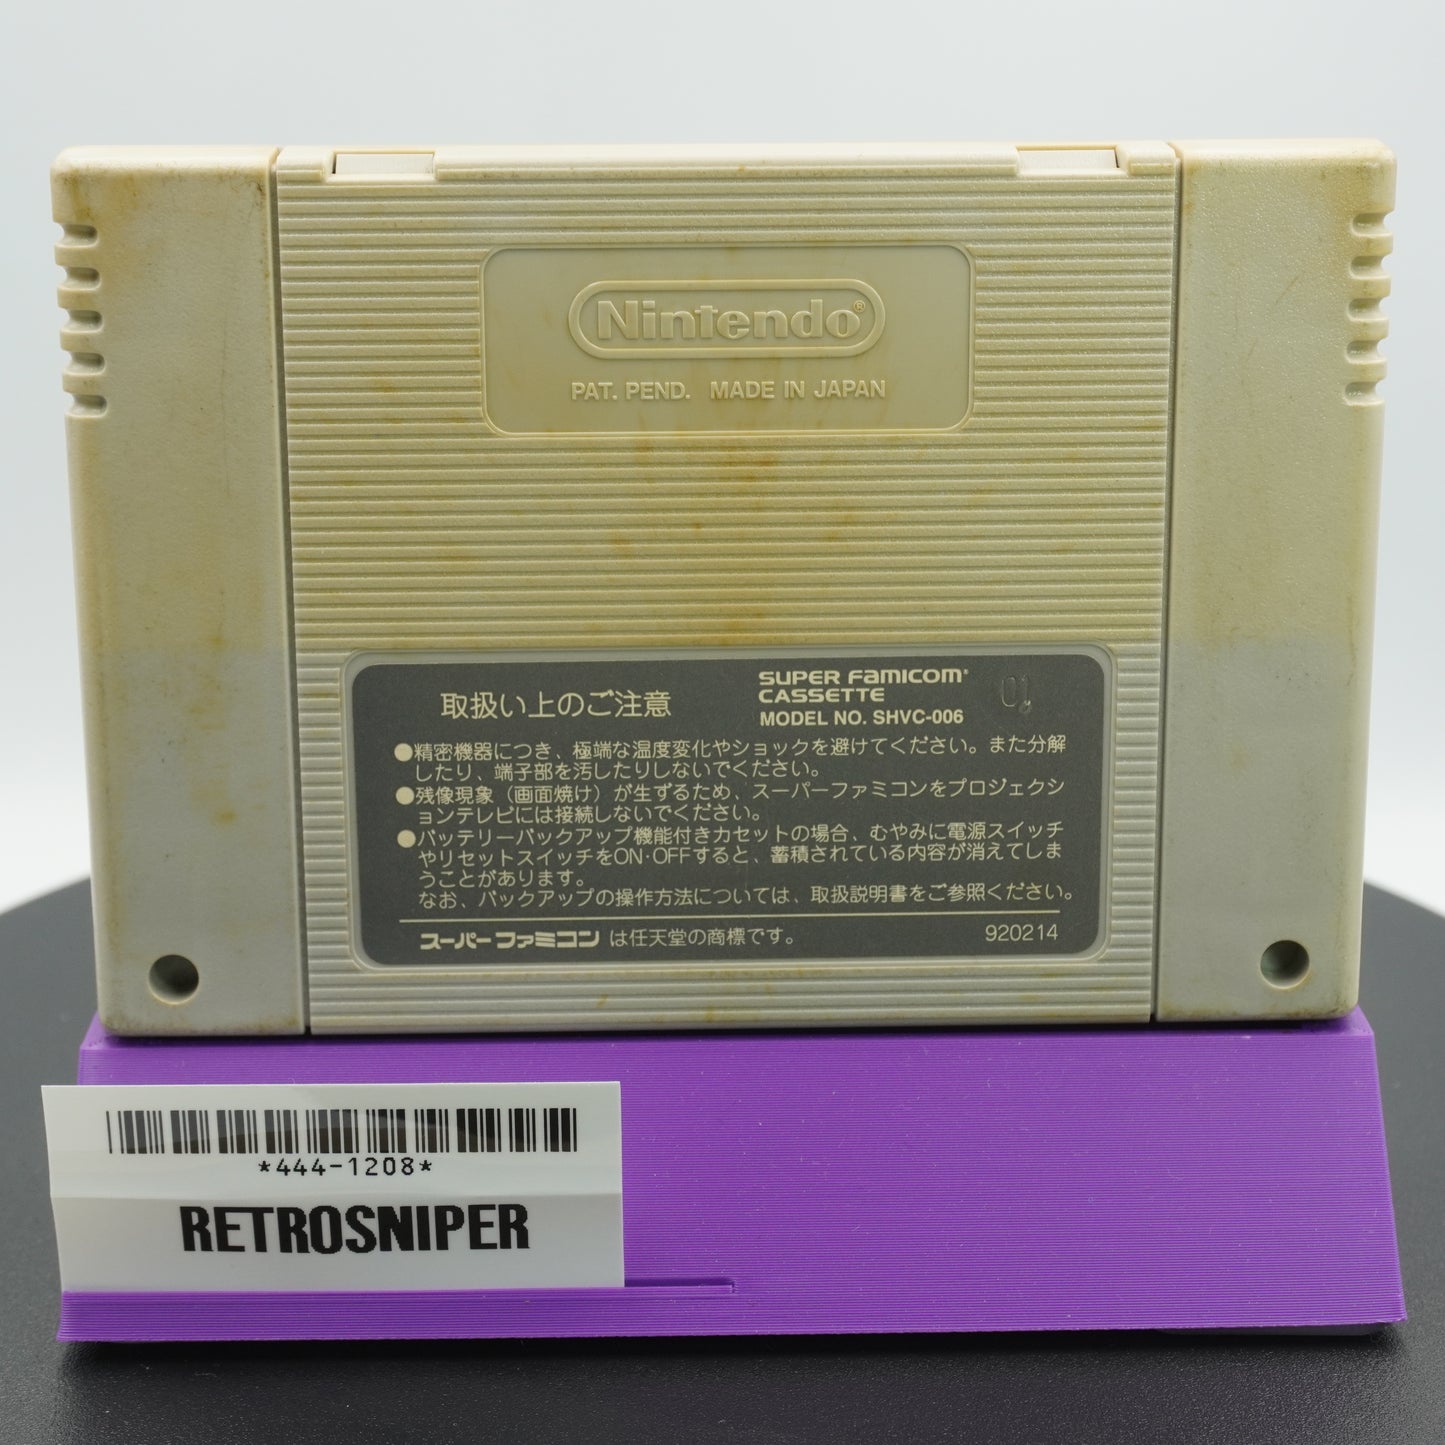 Nintendo®
PAT. PEND. MADE IN JAPAN
取扱い上のご注意
SUPER FAMICOM®
CASSETTE
MODEL NO. SHVC-006
01
●精密機器につき、極端な温度変化やショックを避けてください。また分解
したり、端子部を汚したりしないでください。
●残像現象（画面焼け）が生ずるため、スーパーファミコンをプロジェクシ
ョンテレビには接続しないでください。
●バッテリーバックアップ機能付きカセットの場合、むやみに電源スイッチ
やリセットスイッチをON・OFFすると、蓄積されている内容が消えてしま
うことがあります。
なお、バックアップの操作方法については、取扱説明書をご参照ください。
スーパーファミコン は任天堂の商標です。
920214
*444-1208*
RETROSNIPER